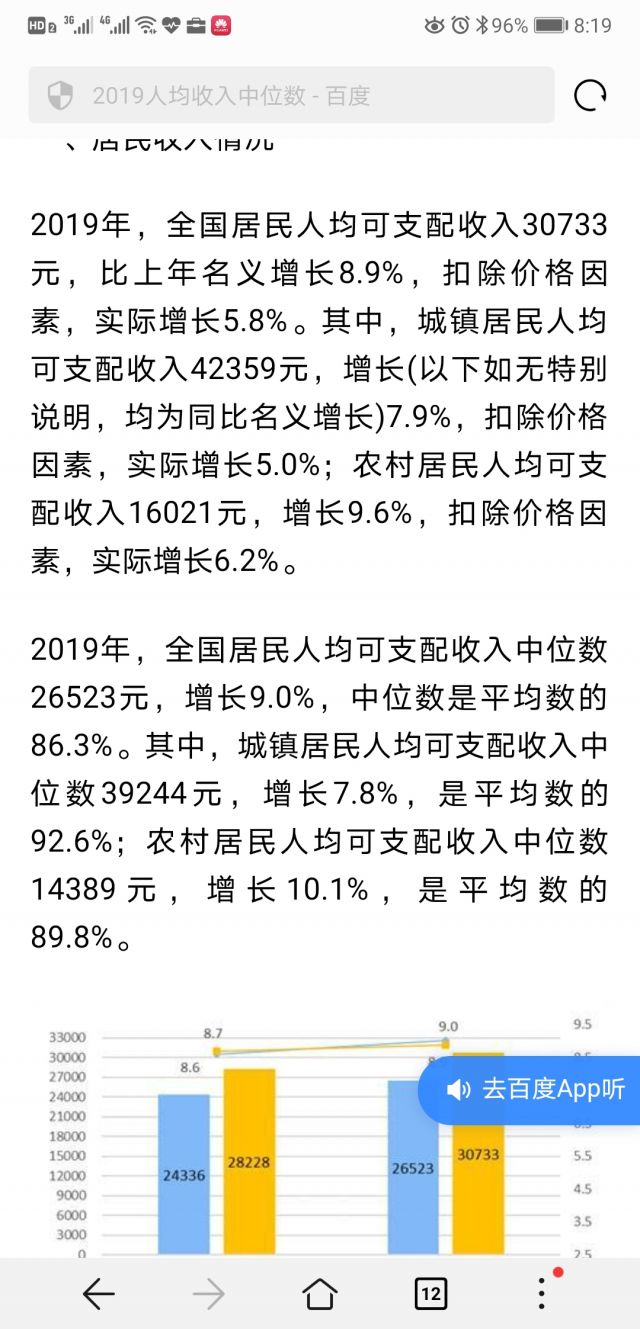 HD 2 3G 4G 96% 8:19
2019人均收入中位数 - 百度
、居民收入情况
2019年，全国居民人均可支配收入30733
元，比上年名义增长8.9%，扣除价格因
素，实际增长5.8%。其中，城镇居民人均
可支配收入42359元，增长(以下如无特别
说明，均为同比名义增长)7.9%，扣除价格
因素，实际增长5.0%；农村居民人均可支
配收入16021元，增长9.6%，扣除价格因
素，实际增长6.2%。
2019年，全国居民人均可支配收入中位数
26523元，增长9.0%，中位数是平均数的
86.3%。其中，城镇居民人均可支配收入中
位数39244元，增长7.8%，是平均数的
92.6%；农村居民人均可支配收入中位数
14389元，增长10.1%，是平均数的
89.8%。
33000 8.7 9.0 9.5
30000
8.6
27000
去百度App听
24000
21000
18000
15000 24336 28228 26523 30733 5.5
12000 4.5
9000
6000 3.5
3000
0 2.5
12